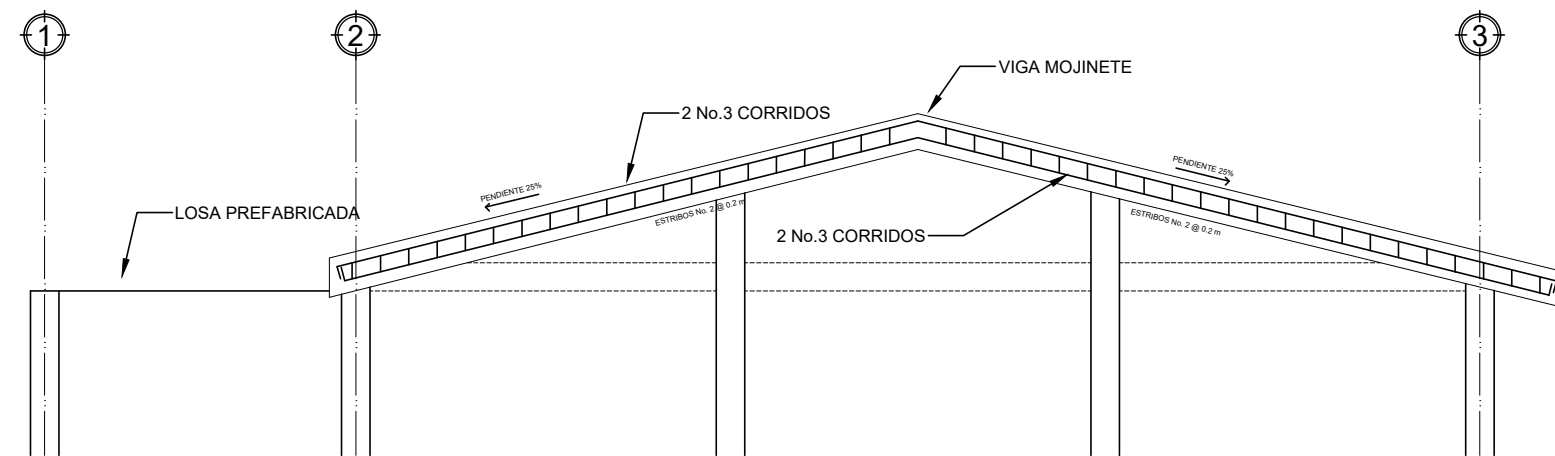 1
2
3
VIGA MOJINETE
2 No.3 CORRIDOS
PENDIENTE 25%
PENDIENTE 25%
LOSA PREFABRICADA
ESTRIBOS No. 2 @ 0.2 m
2 No.3 CORRIDOS
ESTRIBOS No. 2 @ 0.2 m